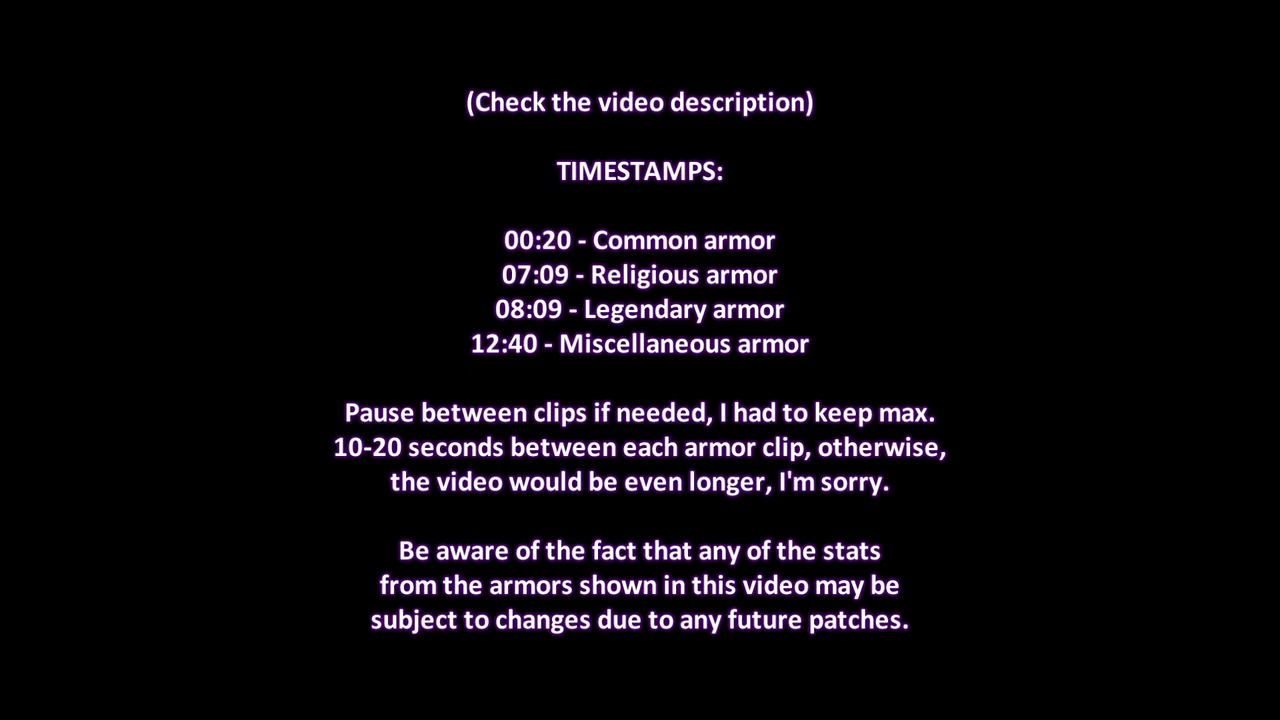 (Check the video description)
TIMESTAMPS:
00:20 - Common armor
07:09 - Religious armor
08:09 - Legendary armor
12:40 - Miscellaneous armor
Pause between clips if needed, I had to keep max.
10-20 seconds between each armor clip, otherwise,
the video would be even longer, I'm sorry.
Be aware of the fact that any of the stats
from the armors shown in this video may be
subject to changes due to any future patches.